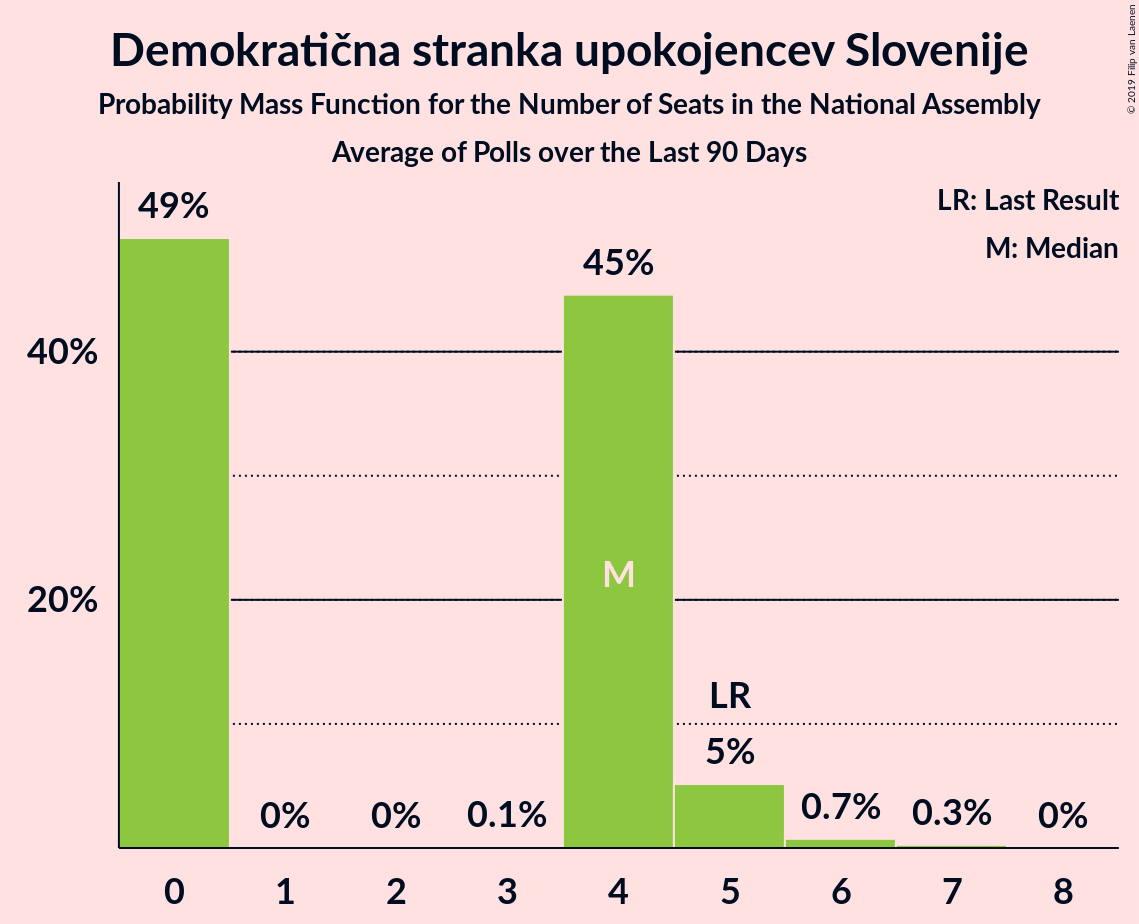 Demokratična stranka upokojencev Slovenije
Probability Mass Function for the Number of Seats in the National Assembly
Average of Polls over the Last 90 Days
© 2019 Filip van Laenen
LR: Last Result
M: Median
49%
45%
40%
M
20%
LR
5%
0%
0%
0.1%
0.7%
0.3%
0%
0 1 2 3 4 5 6 7 8